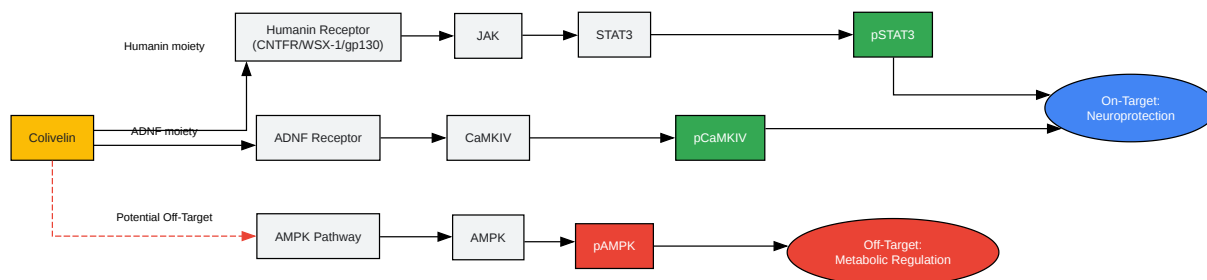 Humanin moiety
Humanin Receptor
(CNTFR/WSX-1/gp130)
JAK
STAT3
pSTAT3
On-Target:
Neuroprotection
Colivelin
ADNF moiety
ADNF Receptor
CaMKIV
pCaMKIV
Potential Off-Target
AMPK Pathway
AMPK
pAMPK
Off-Target:
Metabolic Regulation